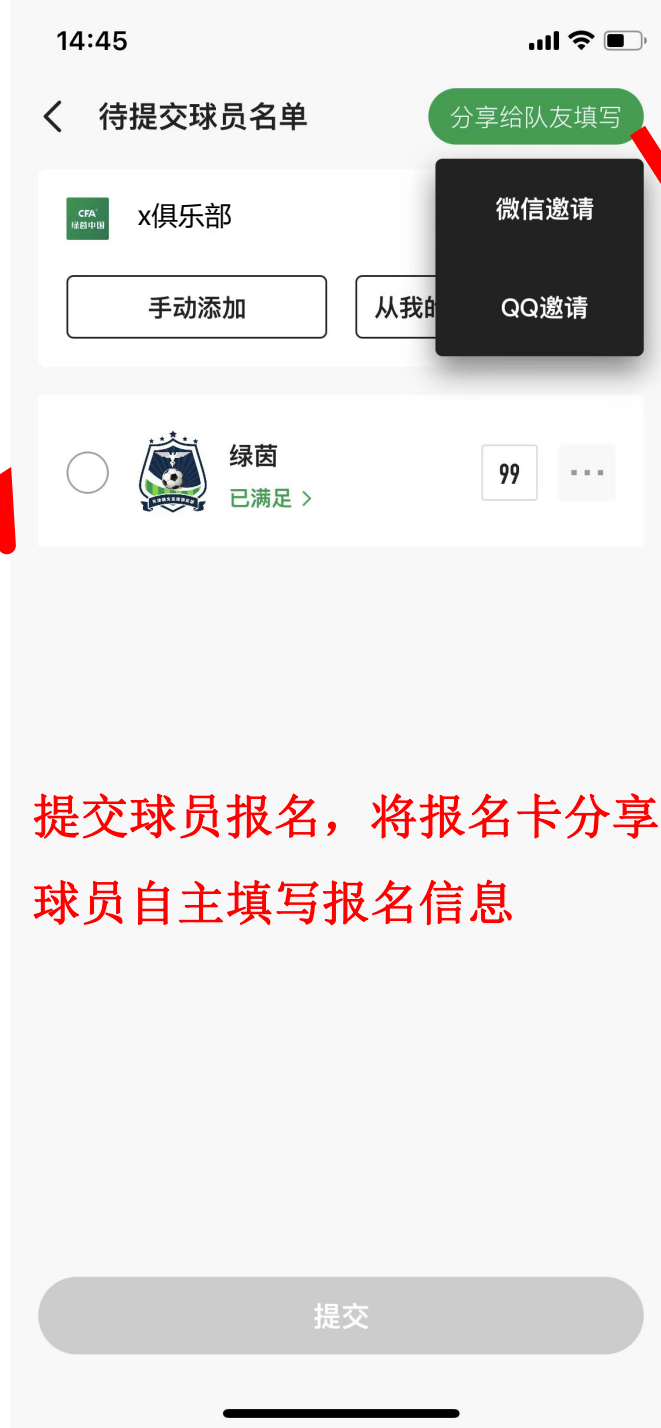 14:45
待提交球员名单
分享给队友填写
CFA
绿茵中国
x俱乐部
微信邀请
手动添加
从我的
QQ邀请
绿茵
已满足 >
99
提交球员报名，将报名卡分享
球员自主填写报名信息
提交